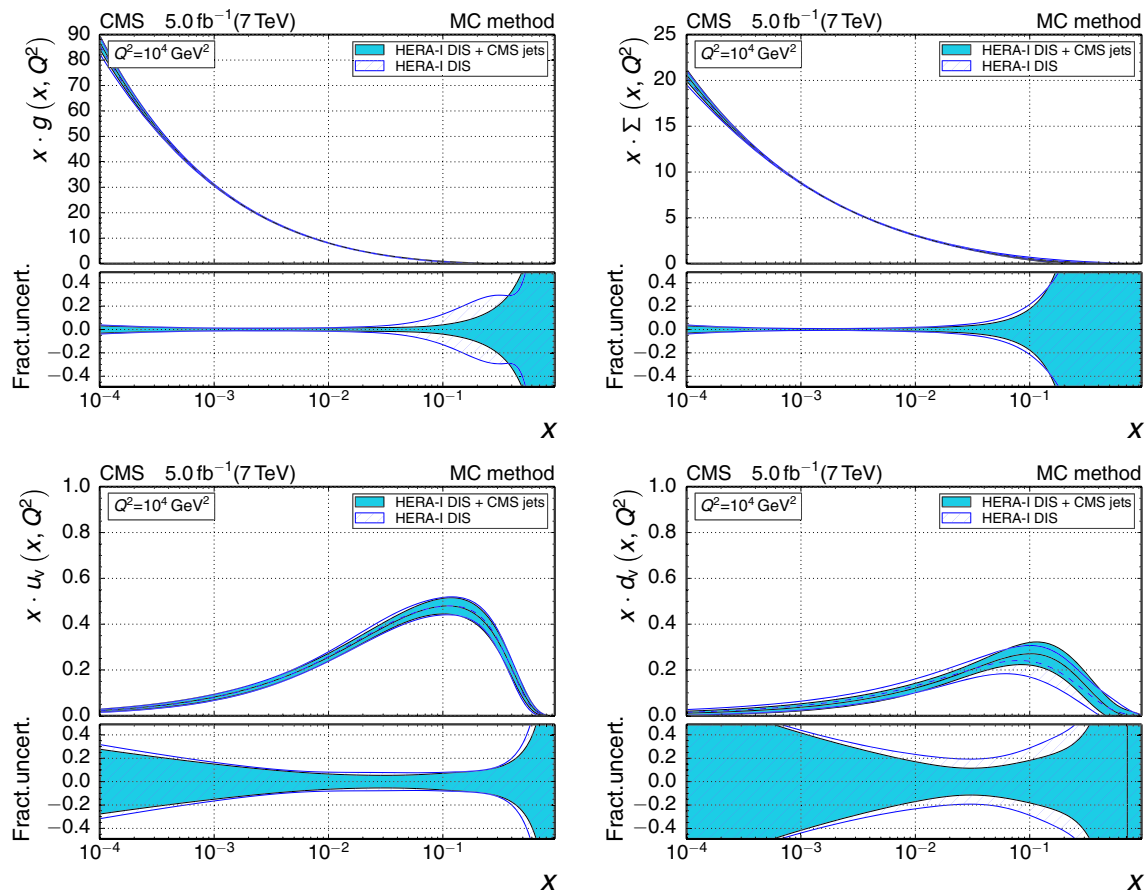 CMS 5.0 fb⁻¹ (7 TeV) MC method
x · g (x, Q²)
90
80
70
60
50
40
30
20
10
0
Q²=10⁴ GeV²
HERA-I DIS + CMS jets
HERA-I DIS
Fract.uncert.
0.4
0.2
0.0
−0.2
−0.4
10⁻⁴ 10⁻³ 10⁻² 10⁻¹
x
CMS 5.0 fb⁻¹ (7 TeV) MC method
x · Σ (x, Q²)
25
20
15
10
5
0
Q²=10⁴ GeV²
HERA-I DIS + CMS jets
HERA-I DIS
Fract.uncert.
0.4
0.2
0.0
−0.2
−0.4
10⁻⁴ 10⁻³ 10⁻² 10⁻¹
x
CMS 5.0 fb⁻¹ (7 TeV) MC method
x · uᵥ (x, Q²)
1.0
0.8
0.6
0.4
0.2
0.0
Q²=10⁴ GeV²
HERA-I DIS + CMS jets
HERA-I DIS
Fract.uncert.
0.4
0.2
0.0
−0.2
−0.4
10⁻⁴ 10⁻³ 10⁻² 10⁻¹
x
CMS 5.0 fb⁻¹ (7 TeV) MC method
x · dᵥ (x, Q²)
1.0
0.8
0.6
0.4
0.2
0.0
Q²=10⁴ GeV²
HERA-I DIS + CMS jets
HERA-I DIS
Fract.uncert.
0.4
0.2
0.0
−0.2
−0.4
10⁻⁴ 10⁻³ 10⁻² 10⁻¹
x